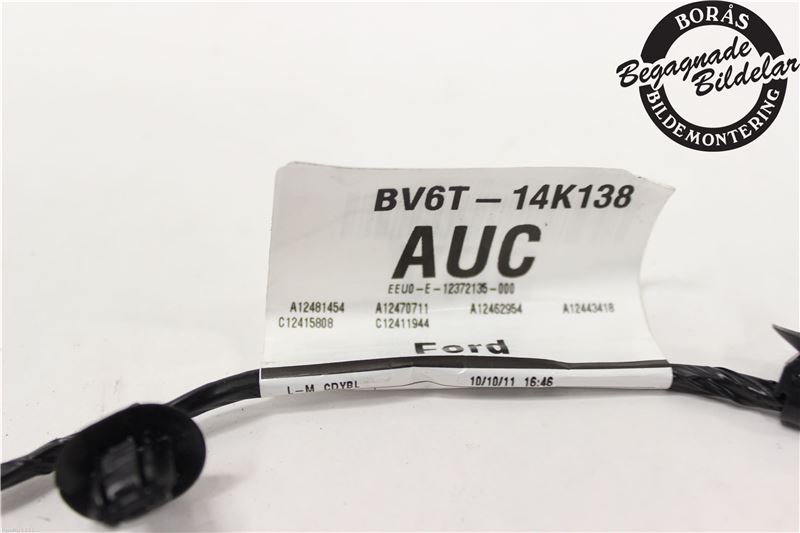 BORÅS
Begagnade
Bildelar
BILDEMONTERING
BV6T-14K138
AUC
EEU0-E-12372135-000
A12481454 A12470711 A12462954 A12443418
C12415808 C12411944
Ford
L-M CDYBL 10/10/11 16:46